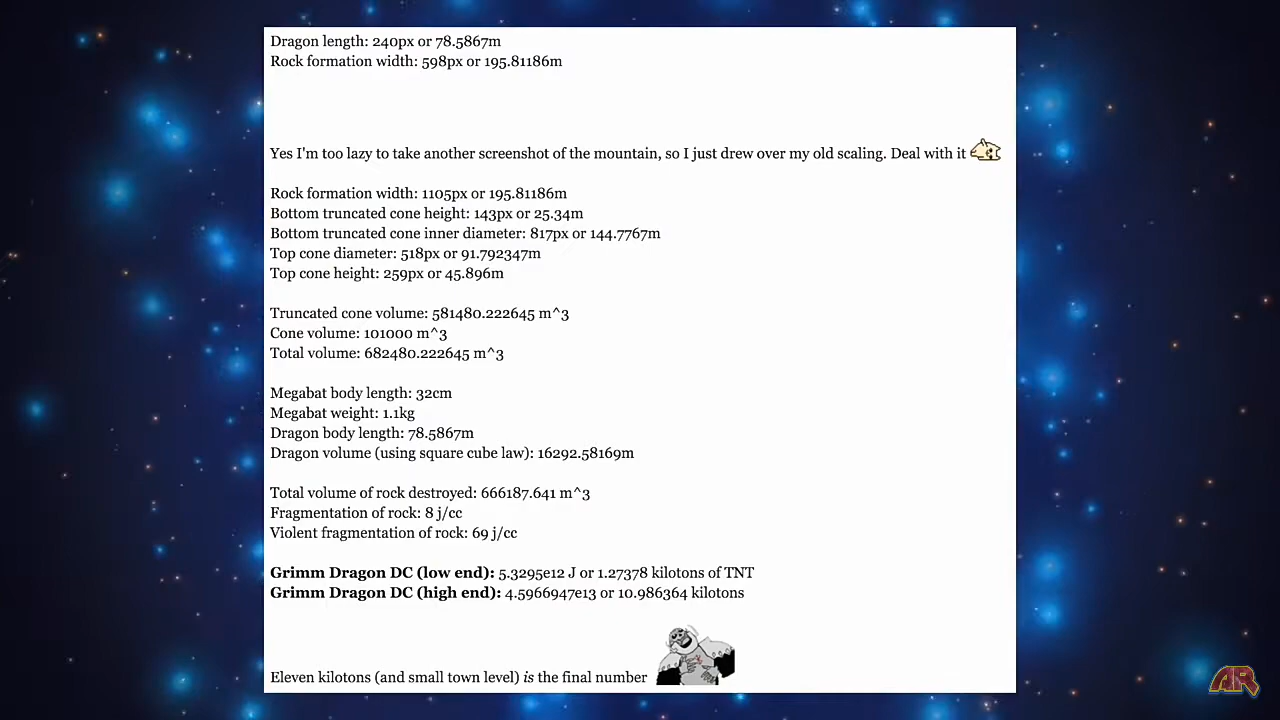 Dragon length: 240px or 78.5867m
Rock formation width: 598px or 195.81186m
Yes I'm too lazy to take another screenshot of the mountain, so I just drew over my old scaling. Deal with it
Rock formation width: 1105px or 195.81186m
Bottom truncated cone height: 143px or 25.34m
Bottom truncated cone inner diameter: 817px or 144.7767m
Top cone diameter: 518px or 91.792347m
Top cone height: 259px or 45.896m
Truncated cone volume: 581480.222645 m^3
Cone volume: 101000 m^3
Total volume: 682480.222645 m^3
Megabat body length: 32cm
Megabat weight: 1.1kg
Dragon body length: 78.5867m
Dragon volume (using square cube law): 16292.58169m
Total volume of rock destroyed: 666187.641 m^3
Fragmentation of rock: 8 j/cc
Violent fragmentation of rock: 69 j/cc
Grimm Dragon DC (low end): 5.3295e12 J or 1.27378 kilotons of TNT
Grimm Dragon DC (high end): 4.5966947e13 or 10.986364 kilotons
Eleven kilotons (and small town level) is the final number
AR